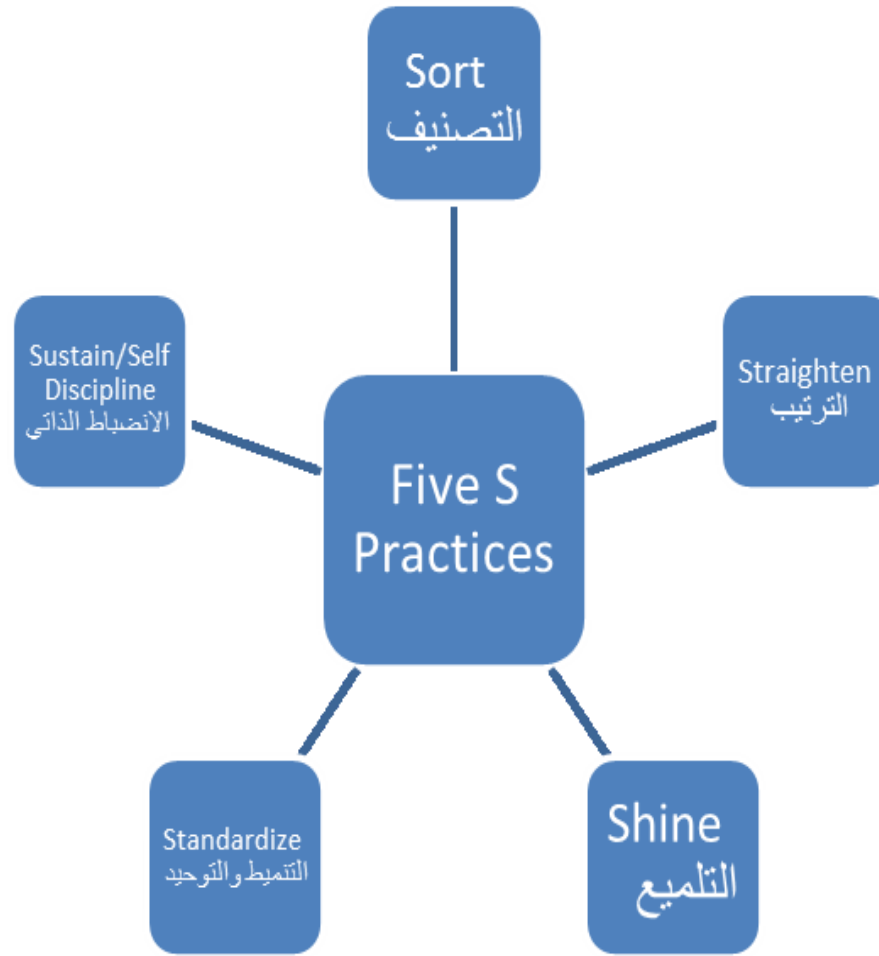 Sort
التصنيف
Straighten
الترتيب
Shine
التلميع
Standardize
التنميط والتوحيد
Sustain/Self
Discipline
الانضباط الذاتي
Five S
Practices